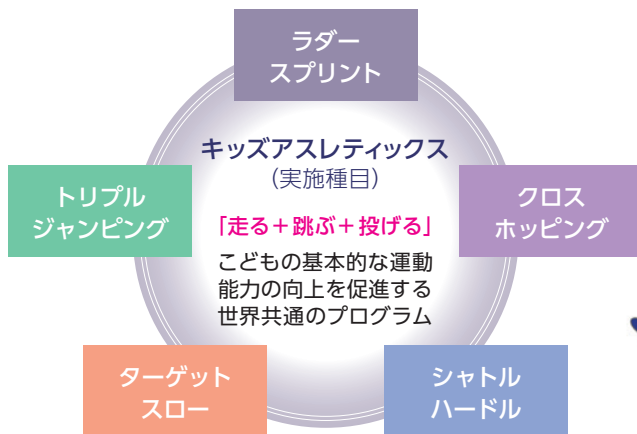 ラダー
スプリント
キッズアスレティックス
(実施種目)
「走る+跳ぶ+投げる」
こどもの基本的な運動
能力の向上を促進する
世界共通のプログラム
トリプル
ジャンピング
クロス
ホッピング
ターゲット
スロー
シャトル
ハードル